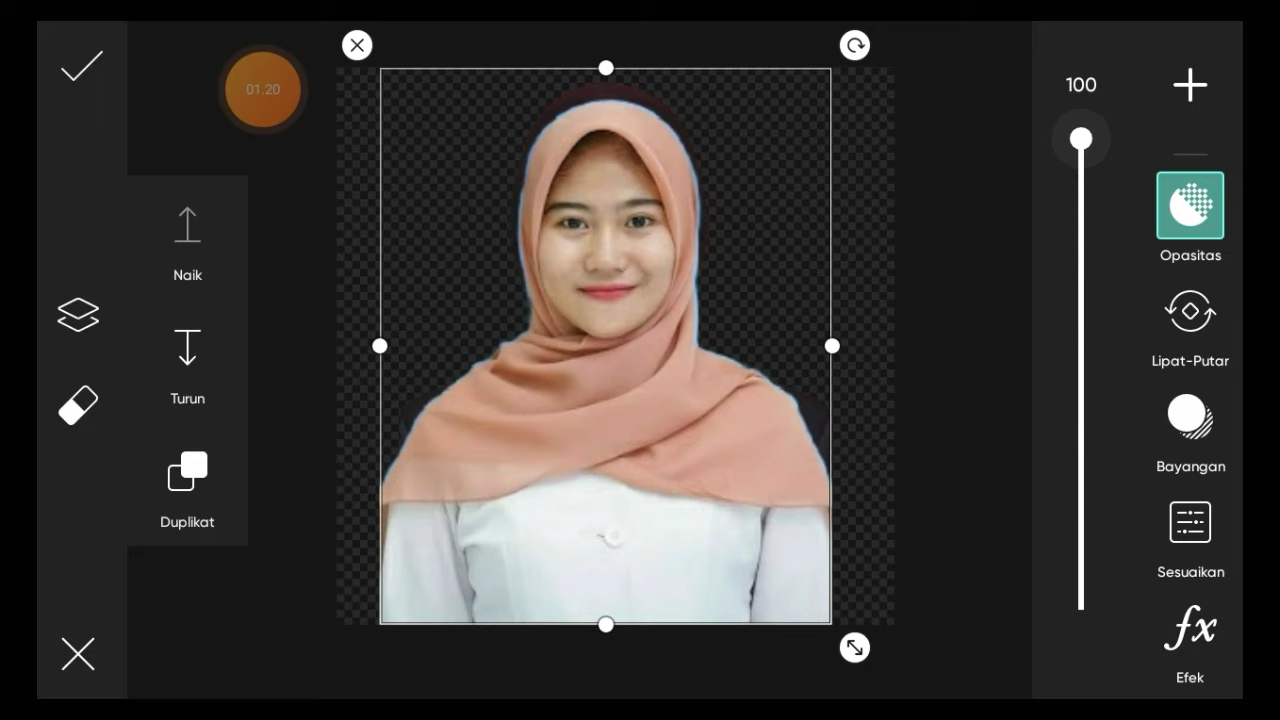 01.20
100
Naik
Turun
Duplikat
Opasitas
Lipat-Putar
Bayangan
Sesuaikan
fx
Efek